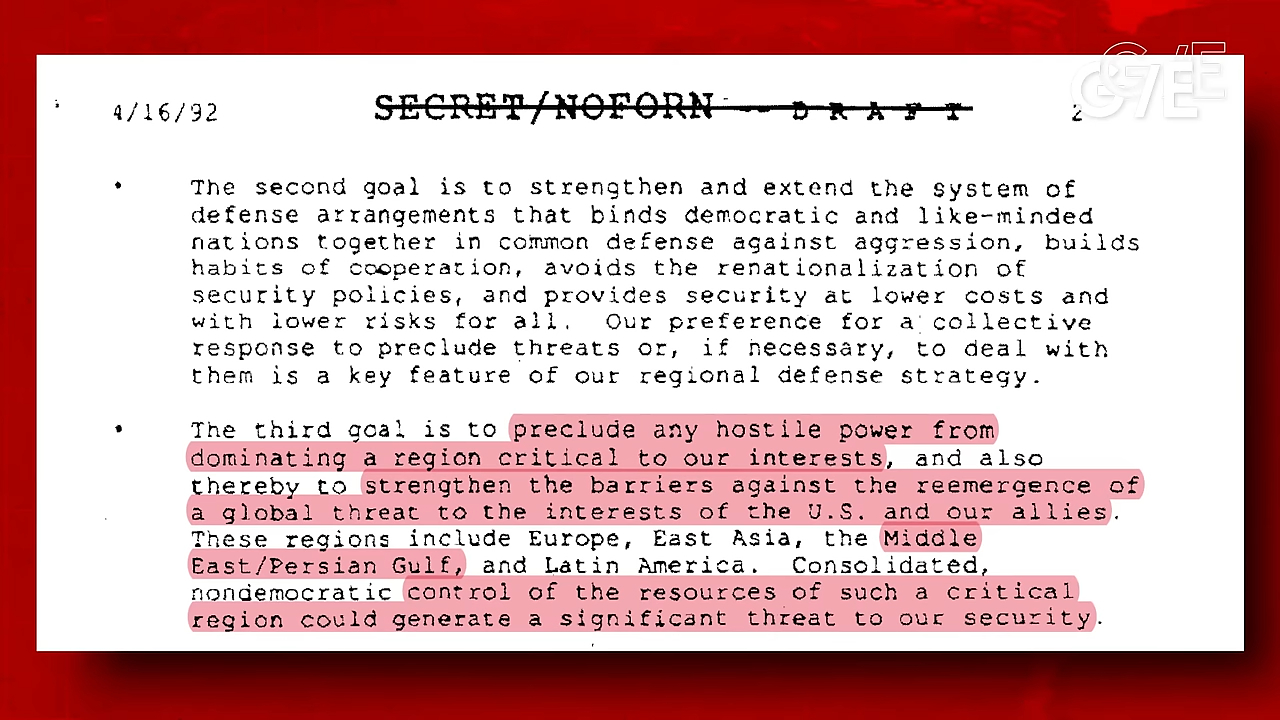 4/16/92 SECRET/NOFORN -- DRAFT 2
• The second goal is to strengthen and extend the system of
defense arrangements that binds democratic and like-minded
nations together in common defense against aggression, builds
habits of cooperation, avoids the renationalization of
security policies, and provides security at lower costs and
with lower risks for all. Our preference for a collective
response to preclude threats or, if necessary, to deal with
them is a key feature of our regional defense strategy.
• The third goal is to preclude any hostile power from
dominating a region critical to our interests, and also
thereby to strengthen the barriers against the reemergence of
a global threat to the interests of the U.S. and our allies.
These regions include Europe, East Asia, the Middle
East/Persian Gulf, and Latin America. Consolidated,
nondemocratic control of the resources of such a critical
region could generate a significant threat to our security.